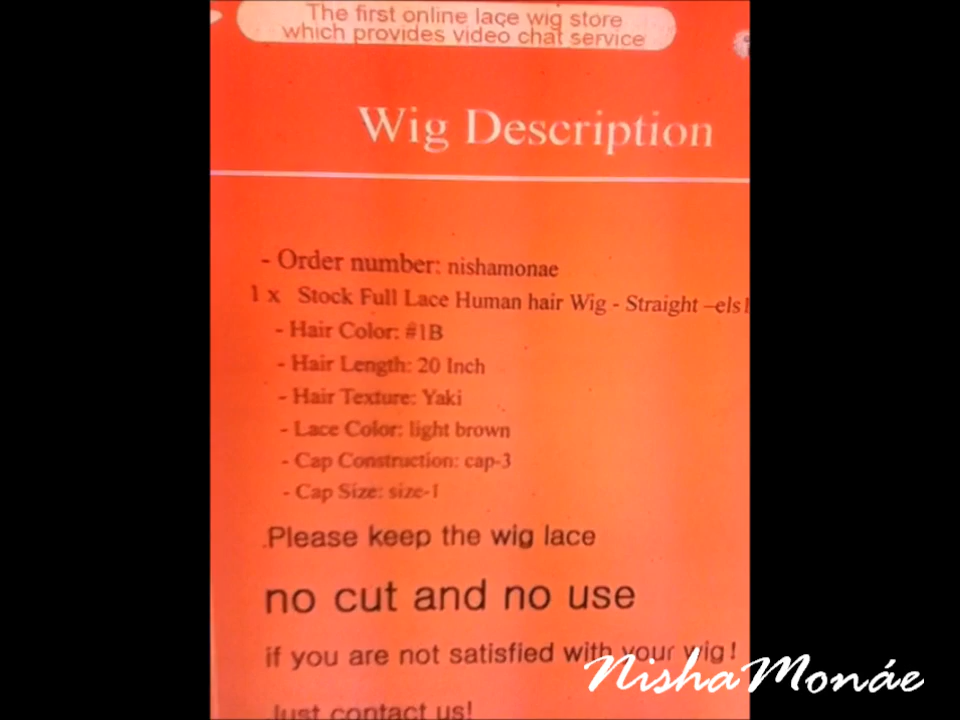 The first online lace wig store
which provides video chat service
Wig Description
- Order number: nishamonae
1 x Stock Full Lace Human hair Wig - Straight –els1
- Hair Color: #1B
- Hair Length: 20 Inch
- Hair Texture: Yaki
- Lace Color: light brown
- Cap Construction: cap-3
- Cap Size: size-1
.Please keep the wig lace
no cut and no use
if you are not satisfied with your wig!
Just contact us!
NishaMonáe